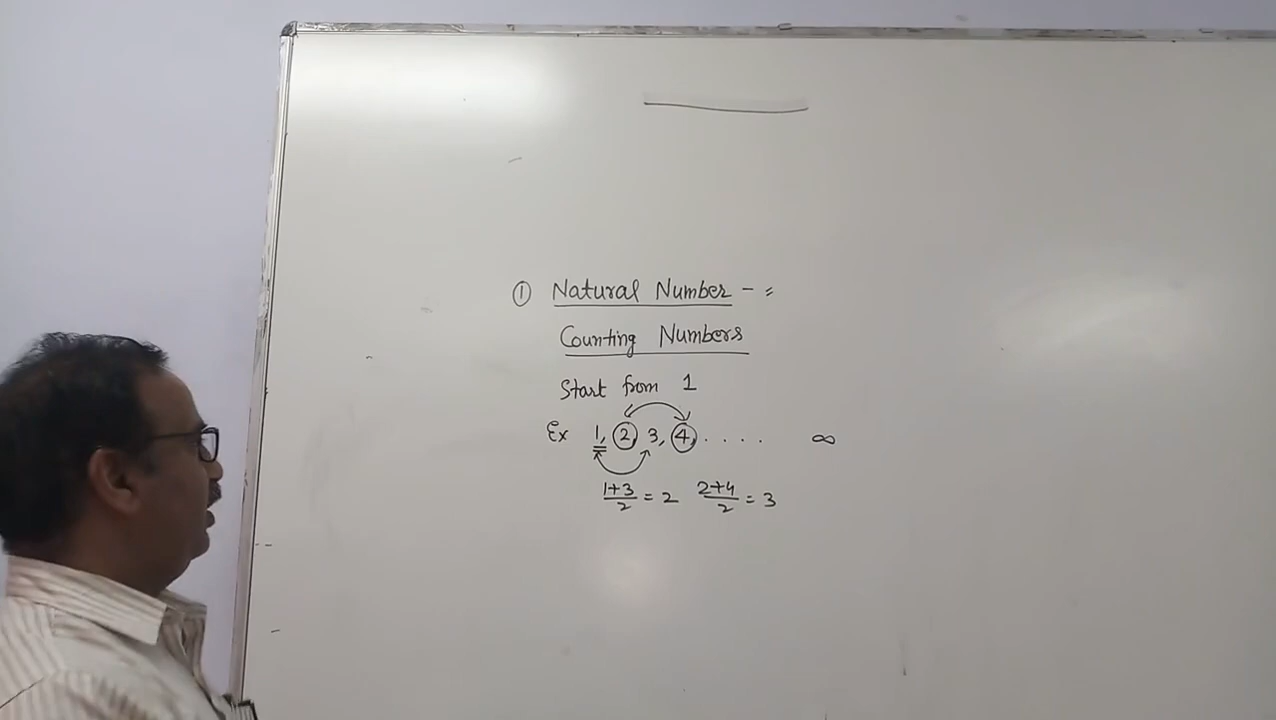 ① Natural Number - =
Counting Numbers
Start from 1
Ex 1, 2, 3, 4, . . . . ∞
1+3/2 = 2 2+4/2 = 3